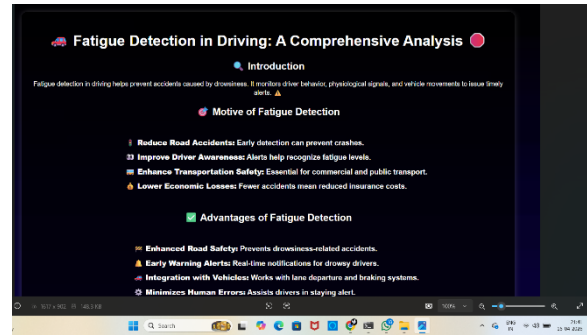 Fatigue Detection in Driving: A Comprehensive Analysis
Introduction
Fatigue detection in driving helps prevent accidents caused by drowsiness. It monitors driver behavior, physiological signals, and vehicle movements to issue timely
alerts.
Motive of Fatigue Detection
Reduce Road Accidents: Early detection can prevent crashes.
Improve Driver Awareness: Alerts help recognize fatigue levels.
Enhance Transportation Safety: Essential for commercial and public transport.
Lower Economic Losses: Fewer accidents mean reduced insurance costs.
Advantages of Fatigue Detection
Enhanced Road Safety: Prevents drowsiness-related accidents.
Early Warning Alerts: Real-time notifications for drowsy drivers.
Integration with Vehicles: Works with lane departure and braking systems.
Minimizes Human Errors: Assists drivers in staying alert.
100%
Search
ENG
IN